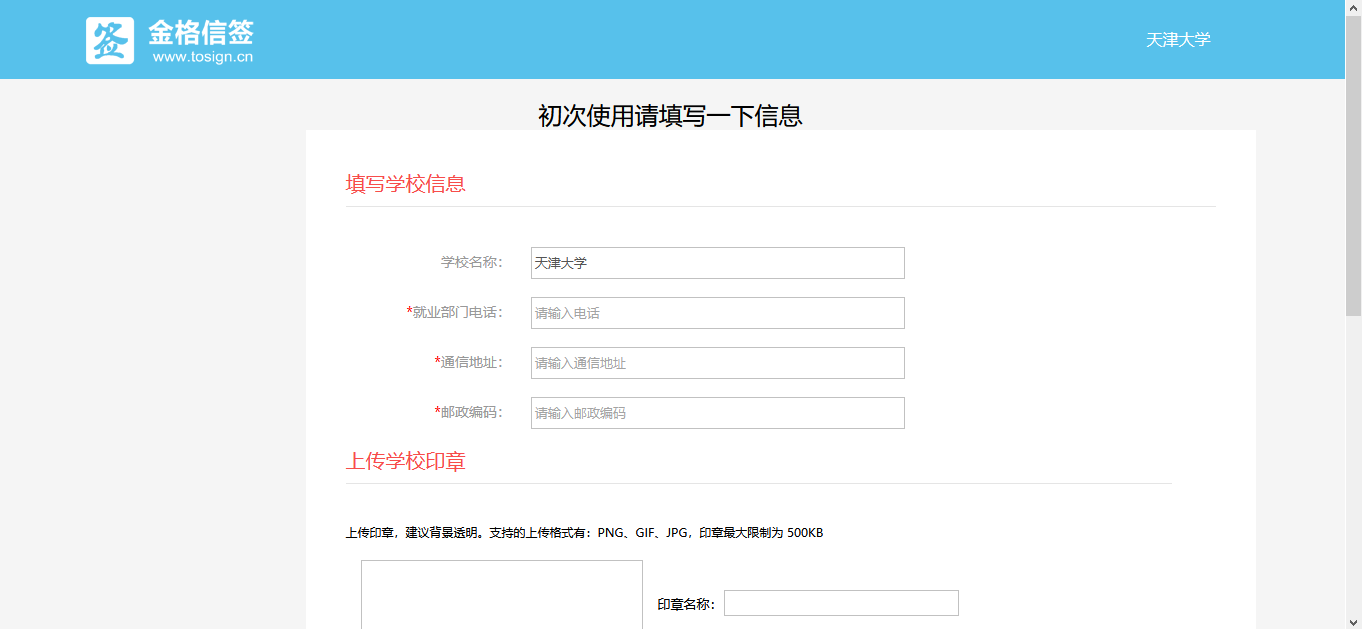 签 金格信签
www.tosign.cn
天津大学
初次使用请填写一下信息
填写学校信息
学校名称： 天津大学
*就业部门电话： 请输入电话
*通信地址： 请输入通信地址
*邮政编码： 请输入邮政编码
上传学校印章
上传印章，建议背景透明。支持的上传格式有：PNG、GIF、JPG，印章最大限制为 500KB
印章名称：